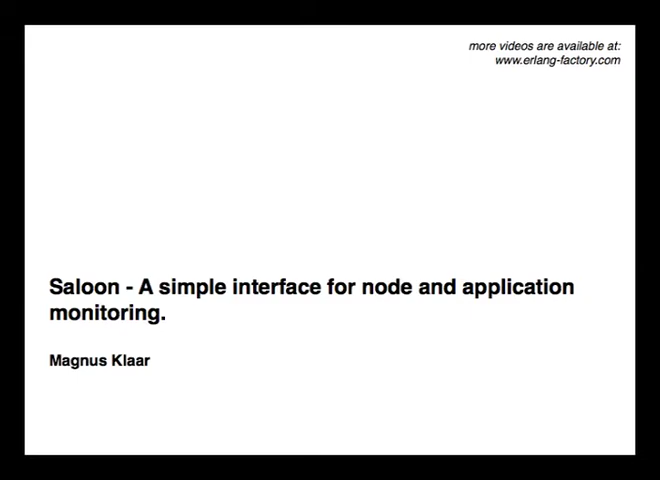 more videos are available at:
www.erlang-factory.com
Saloon - A simple interface for node and application
monitoring.
Magnus Klaar